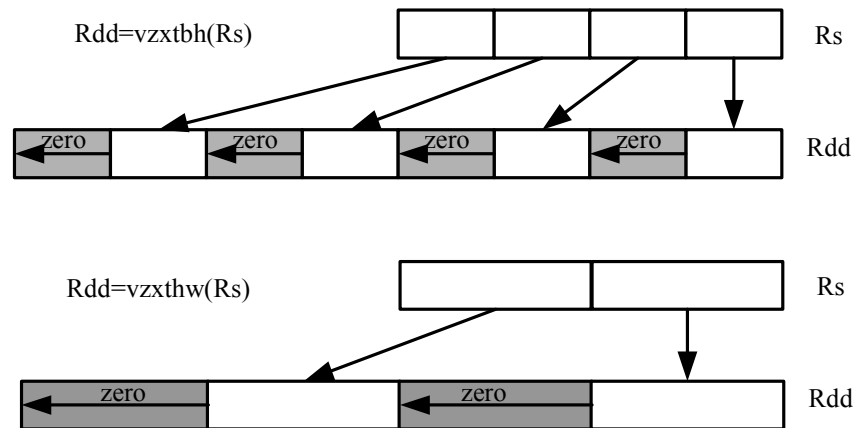 Rdd=vzxtbh(Rs) Rs
zero zero zero zero Rdd
Rdd=vzxthw(Rs) Rs
zero zero Rdd